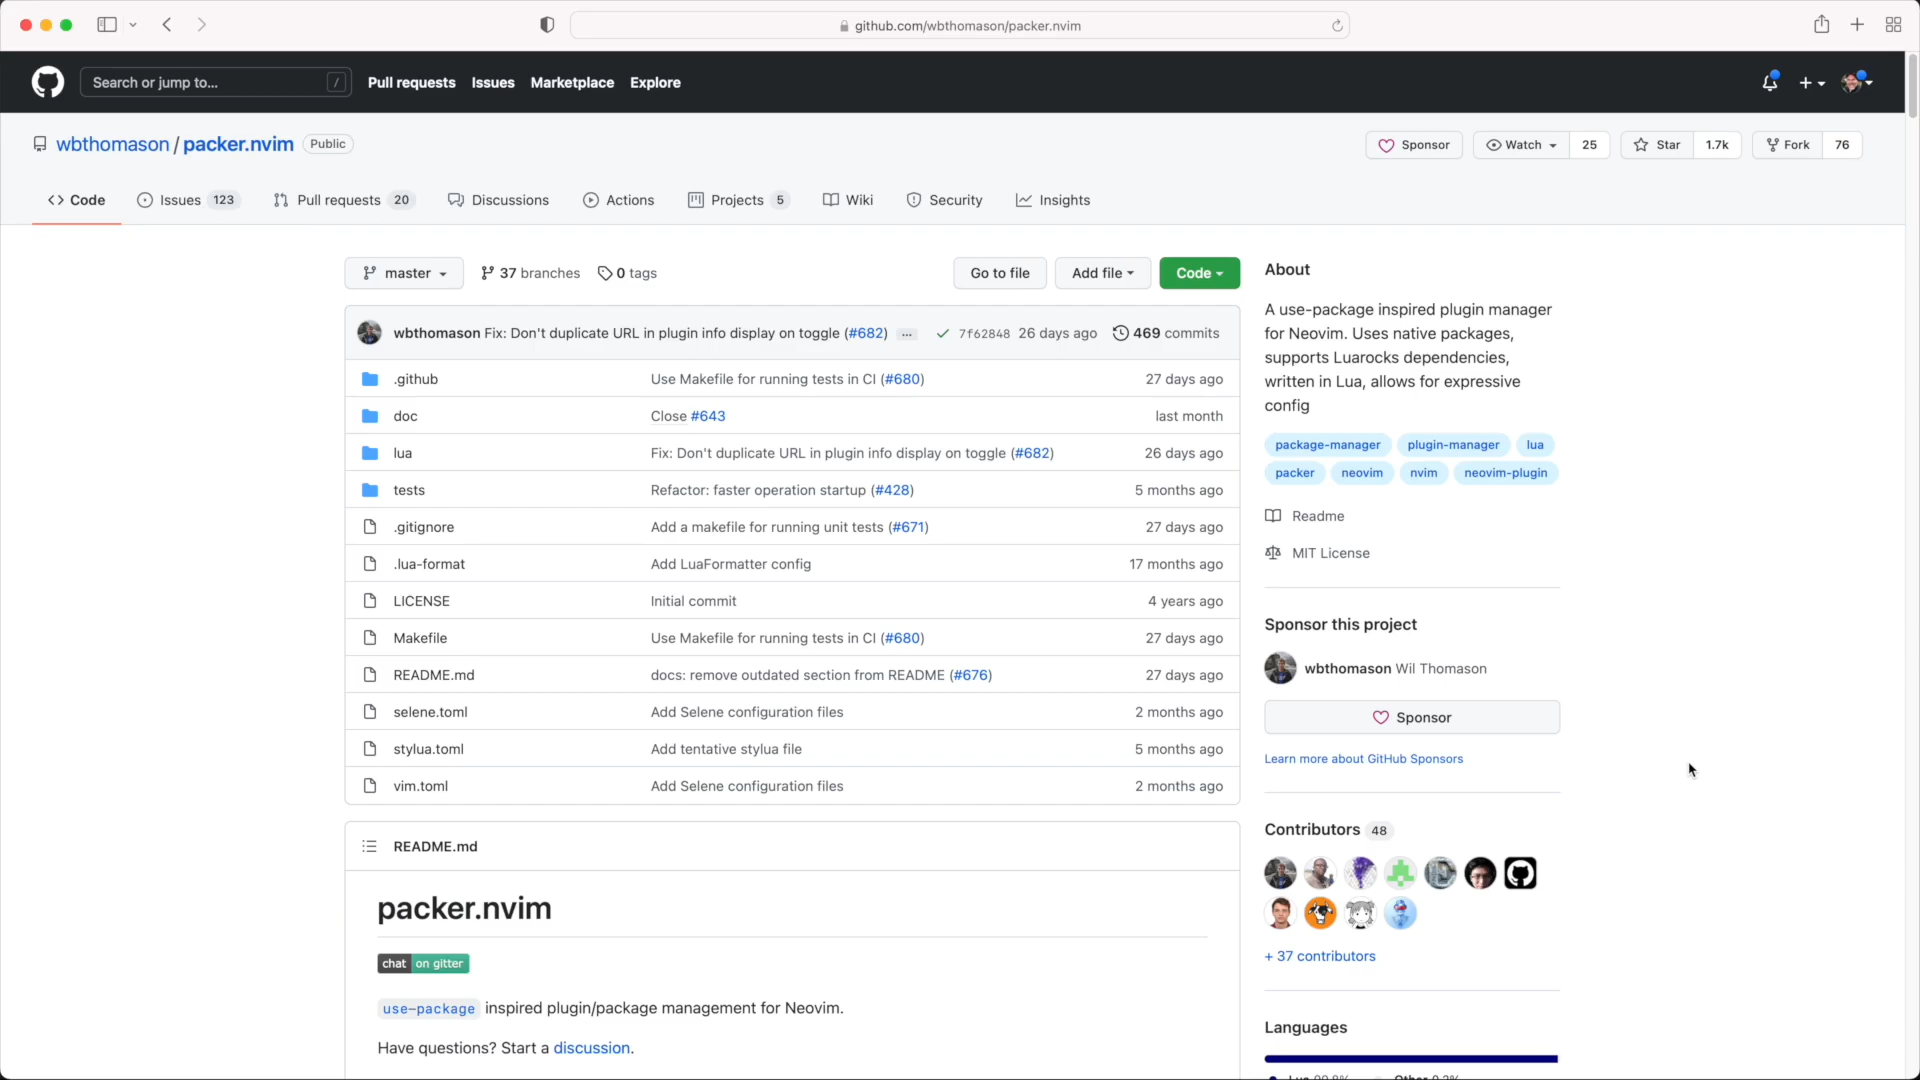 github.com/wbthomason/packer.nvim
Search or jump to... /
Pull requests Issues Marketplace Explore
wbthomason / packer.nvim Public
Sponsor Watch 25 Star 1.7k Fork 76
Code Issues 123 Pull requests 20 Discussions Actions Projects 5 Wiki Security Insights
master 37 branches 0 tags Go to file Add file Code
wbthomason Fix: Don't duplicate URL in plugin info display on toggle (#682) ... 7f62848 26 days ago 469 commits
.github Use Makefile for running tests in CI (#680) 27 days ago
doc Close #643 last month
lua Fix: Don't duplicate URL in plugin info display on toggle (#682) 26 days ago
tests Refactor: faster operation startup (#428) 5 months ago
.gitignore Add a makefile for running unit tests (#671) 27 days ago
.lua-format Add LuaFormatter config 17 months ago
LICENSE Initial commit 4 years ago
Makefile Use Makefile for running tests in CI (#680) 27 days ago
README.md docs: remove outdated section from README (#676) 27 days ago
selene.toml Add Selene configuration files 2 months ago
stylua.toml Add tentative stylua file 5 months ago
vim.toml Add Selene configuration files 2 months ago
README.md
packer.nvim
chat on gitter
use-package inspired plugin/package management for Neovim.
Have questions? Start a discussion.
About
A use-package inspired plugin manager
for Neovim. Uses native packages,
supports Luarocks dependencies,
written in Lua, allows for expressive
config
package-manager plugin-manager lua
packer neovim nvim neovim-plugin
Readme
MIT License
Sponsor this project
wbthomason Wil Thomason
Sponsor
Learn more about GitHub Sponsors
Contributors 48
+ 37 contributors
Languages